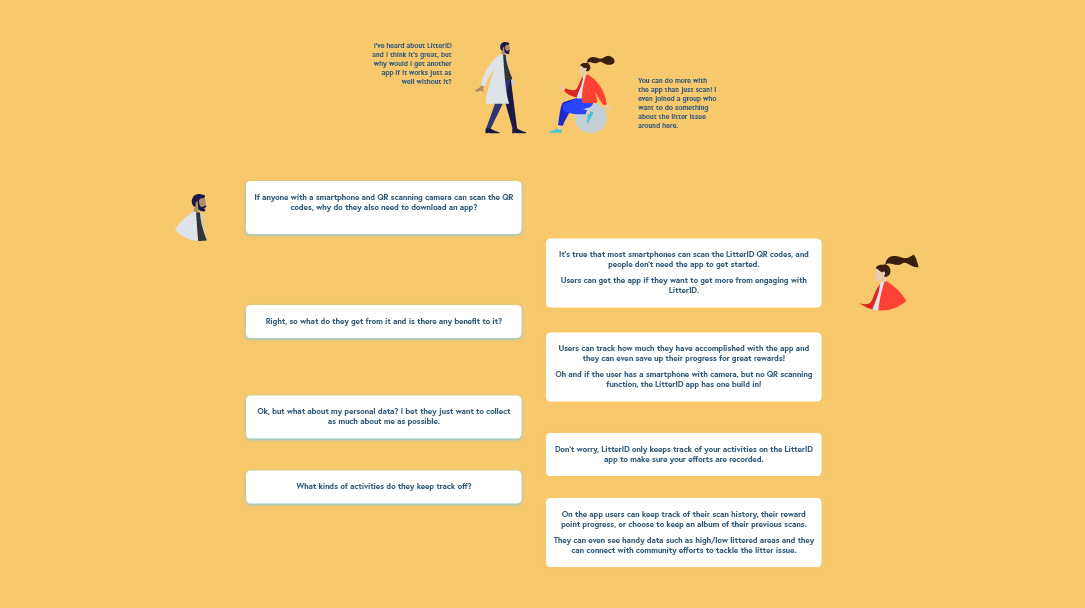 I've heard about LitterID
and I think it's great, but
why would I get another
app if it works just as
well without it?
You can do more with
the app than just scan! I
even joined a group who
want to do something
about the litter issue
around here.
If anyone with a smartphone and QR scanning camera can scan the QR
codes, why do they also need to download an app?
It's true that most smartphones can scan the LitterID QR codes, and
people don't need the app to get started.
Users can get the app if they want to get more from engaging with
LitterID.
Right, so what do they get from it and is there any benefit to it?
Users can track how much they have accomplished with the app and
they can even save up their progress for great rewards!
Oh and if the user has a smartphone with camera, but no QR scanning
function, the LitterID app has one build in!
Ok, but what about my personal data? I bet they just want to collect
as much about me as possible.
Don't worry, LitterID only keeps track of your activities on the LitterID
app to make sure your efforts are recorded.
What kinds of activities do they keep track off?
On the app users can keep track of their scan history, their reward
point progress, or choose to keep an album of their previous scans.
They can even see handy data such as high/low littered areas and they
can connect with community efforts to tackle the litter issue.